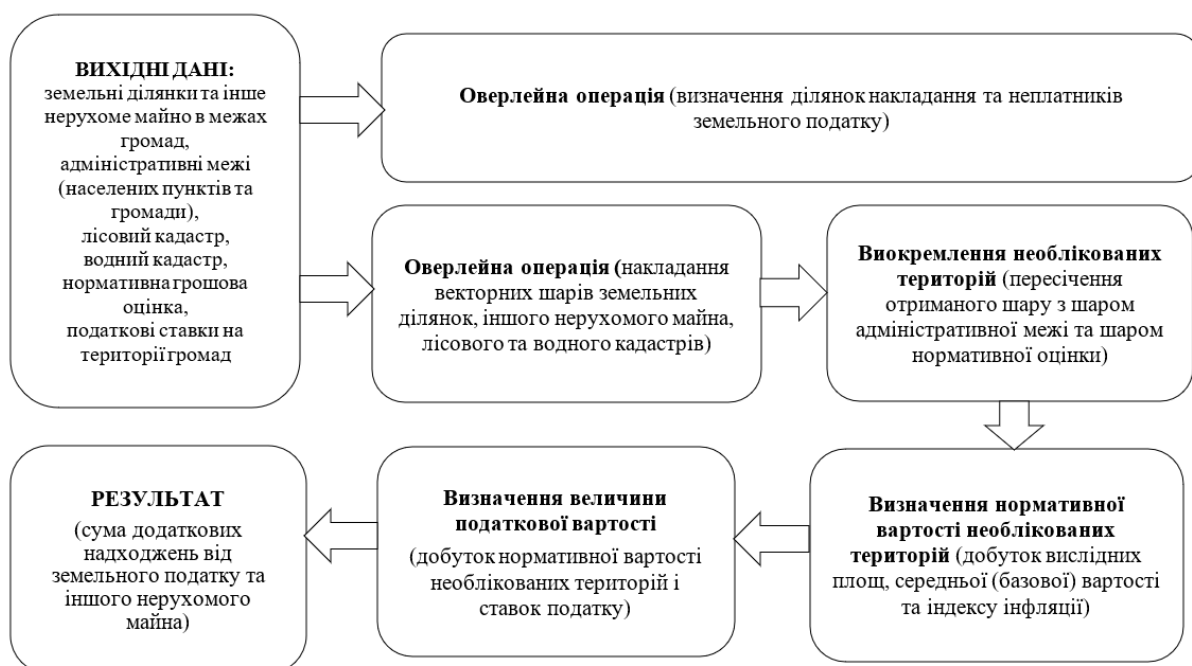 ВИХІДНІ ДАНІ:
земельні ділянки та інше
нерухоме майно в межах
громад,
адміністративні межі
(населених пунктів та
громади),
лісовий кадастр,
водний кадастр,
нормативна грошова
оцінка,
податкові ставки на
території громад
Оверлейна операція (визначення ділянок накладання та неплатників
земельного податку)
Оверлейна операція (накладання
векторних шарів земельних
ділянок, іншого нерухомого майна,
лісового та водного кадастрів)
Виокремлення необлікованих
територій (пересічення
отриманого шару з шаром
адміністративної межі та шаром
нормативної оцінки)
Визначення нормативної
вартості необлікованих
територій (добуток вислідних
площ, середньої (базової) вартості
та індексу інфляції)
Визначення величини
податкової вартості
(добуток нормативної вартості
необлікованих територій і
ставок податку)
РЕЗУЛЬТАТ
(сума додаткових
надходжень від
земельного податку та
іншого нерухомого
майна)